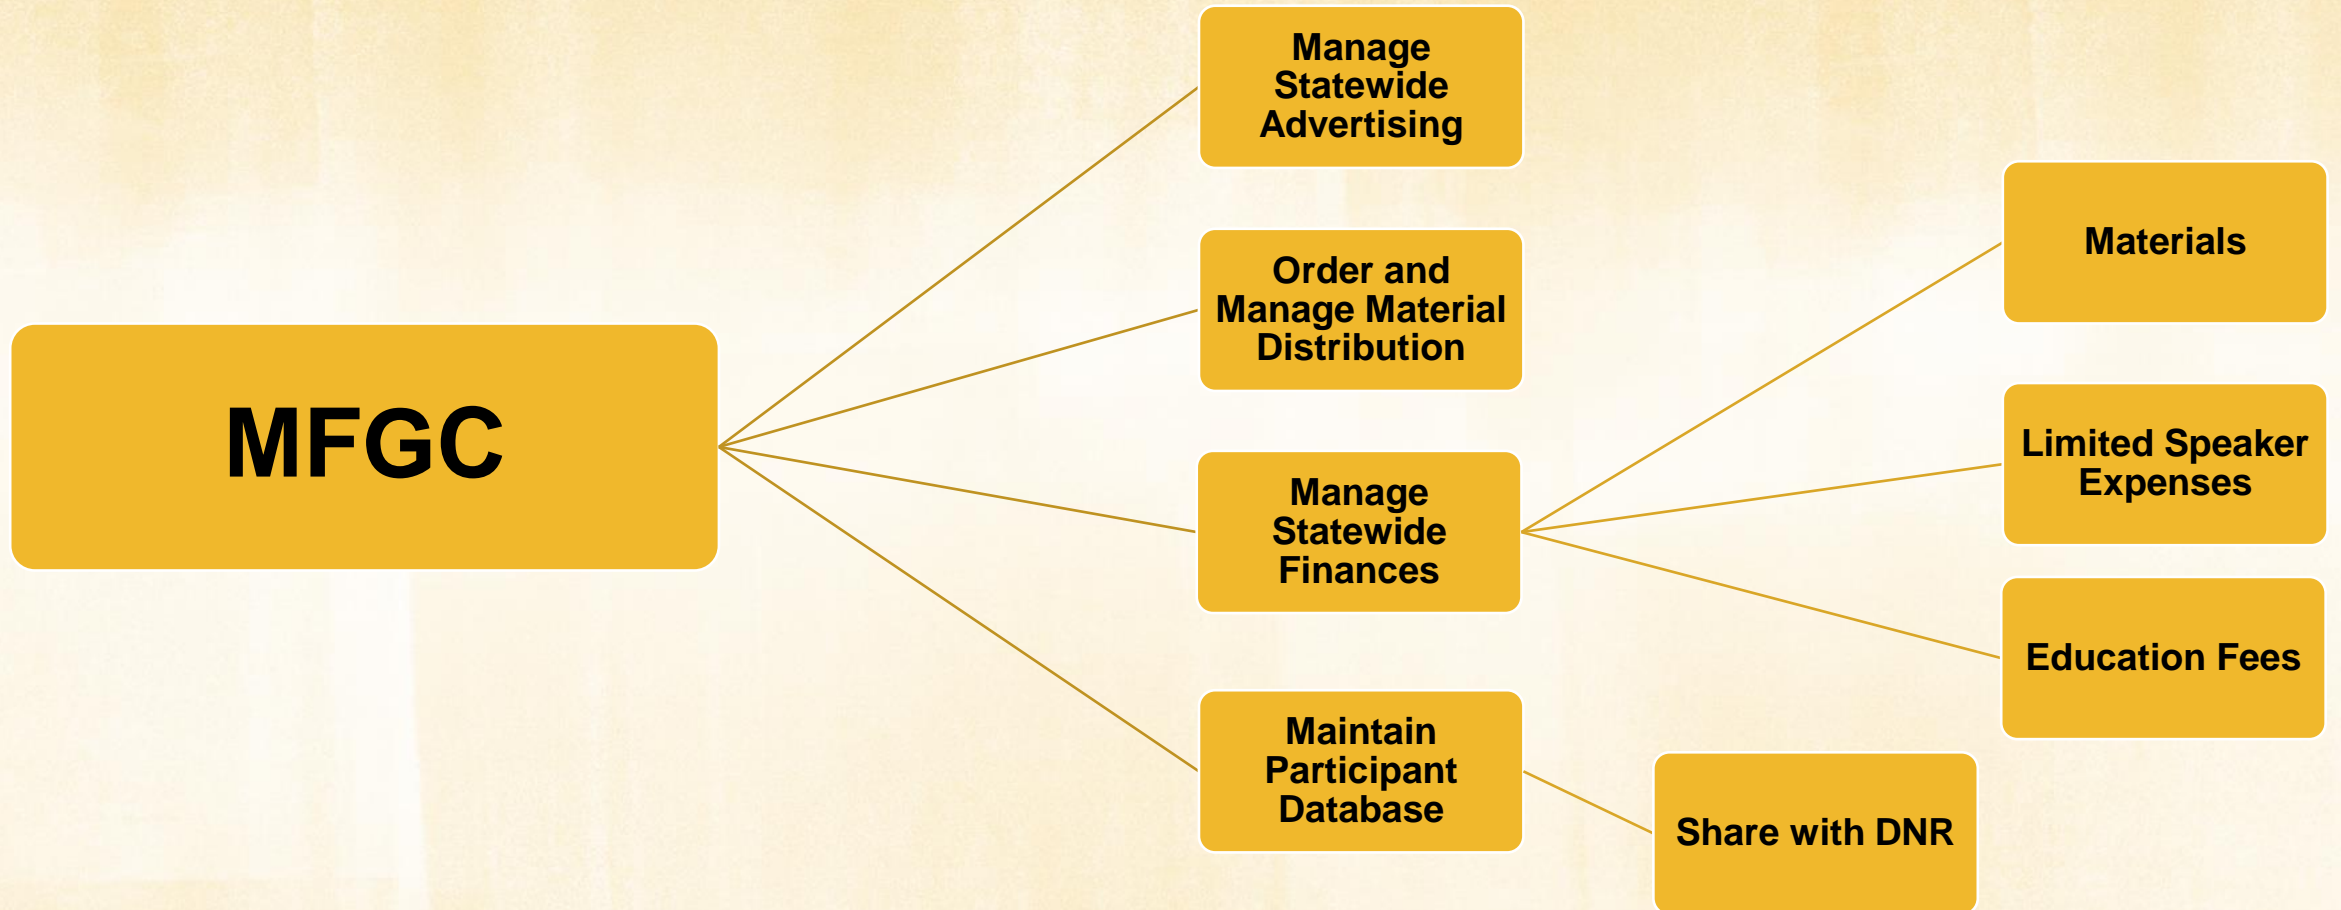 MFGC
Manage
Statewide
Advertising
Order and
Manage Material
Distribution
Manage
Statewide
Finances
Maintain
Participant
Database
Materials
Limited Speaker
Expenses
Education Fees
Share with DNR